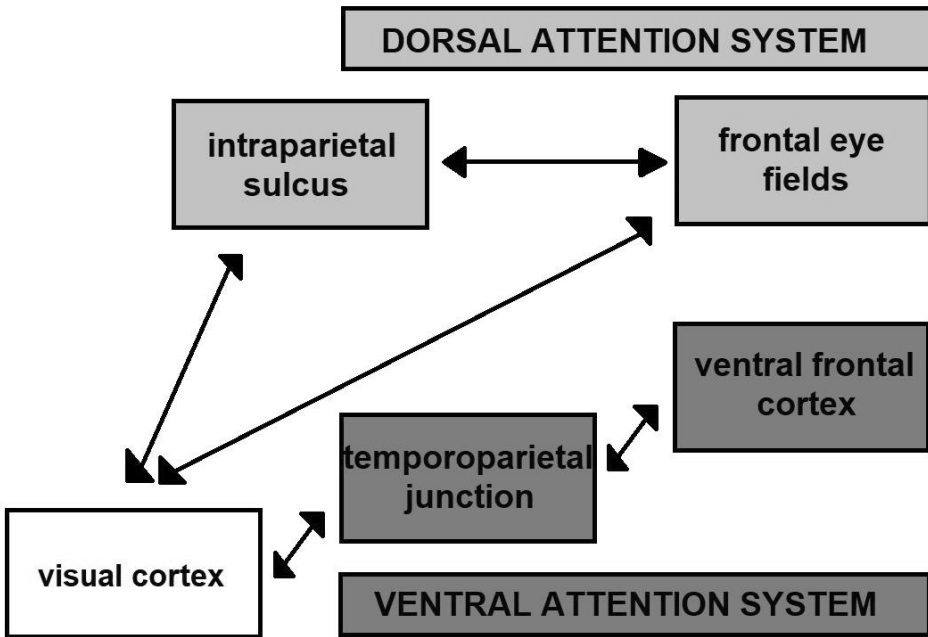 DORSAL ATTENTION SYSTEM
intraparietal
sulcus
frontal eye
fields
ventral frontal
cortex
temporoparietal
junction
visual cortex
VENTRAL ATTENTION SYSTEM